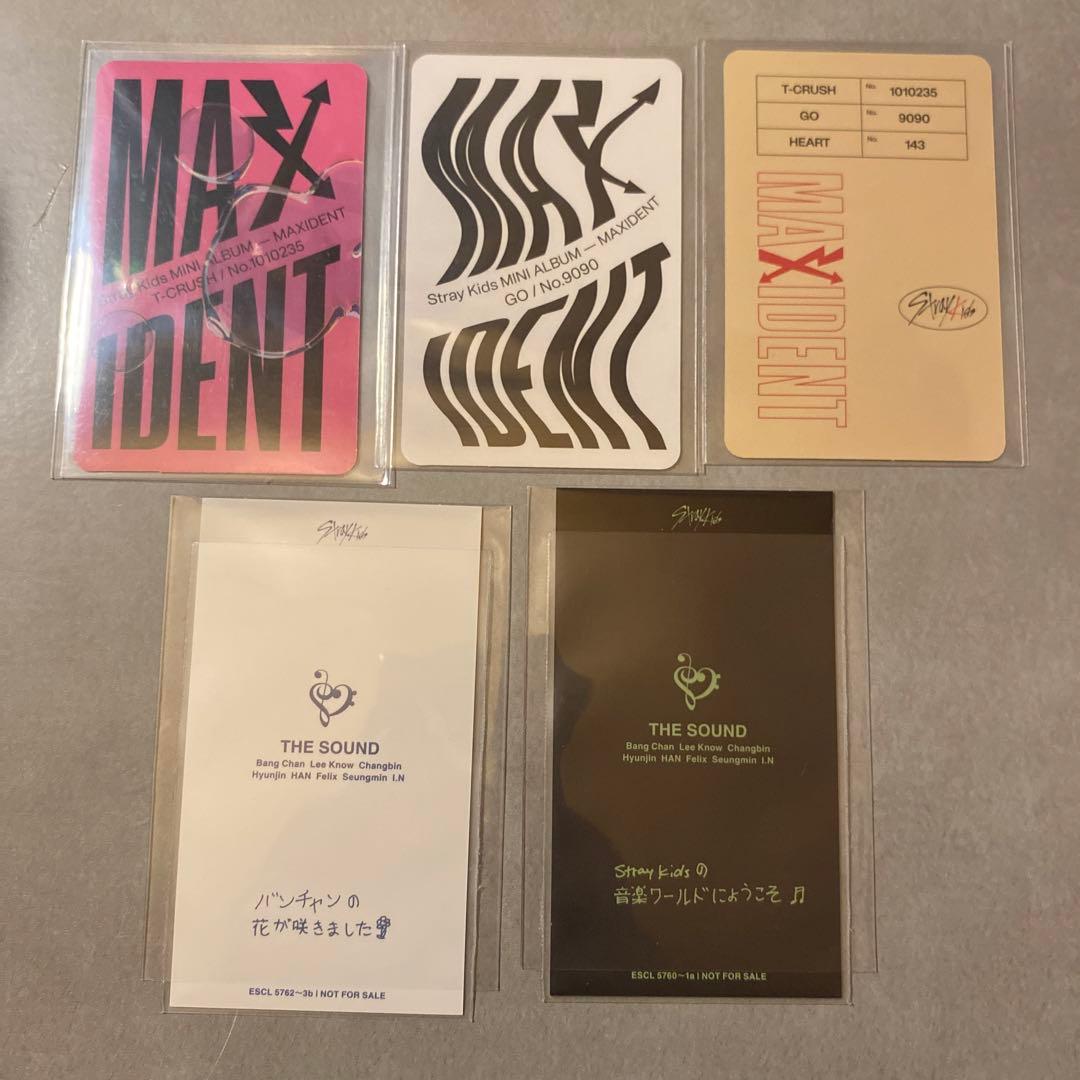 MAX
Stray Kids MINI ALBUM — MAXIDENT
T-CRUSH / No.1010235
IDENT
MAX
Stray Kids MINI ALBUM — MAXIDENT
GO / No.9090
IDENT
T-CRUSH No. 1010235
GO No. 9090
HEART No. 143
MAXIDENT
Stray Kids
Stray Kids
THE SOUND
Bang Chan Lee Know Changbin
Hyunjin HAN Felix Seungmin I.N
バンチャンの
花が咲きました
ESCL 5762~3b | NOT FOR SALE
Stray Kids
THE SOUND
Bang Chan Lee Know Changbin
Hyunjin HAN Felix Seungmin I.N
Stray Kidsの
音楽ワールドにようこそ♫
ESCL 5760~1a | NOT FOR SALE